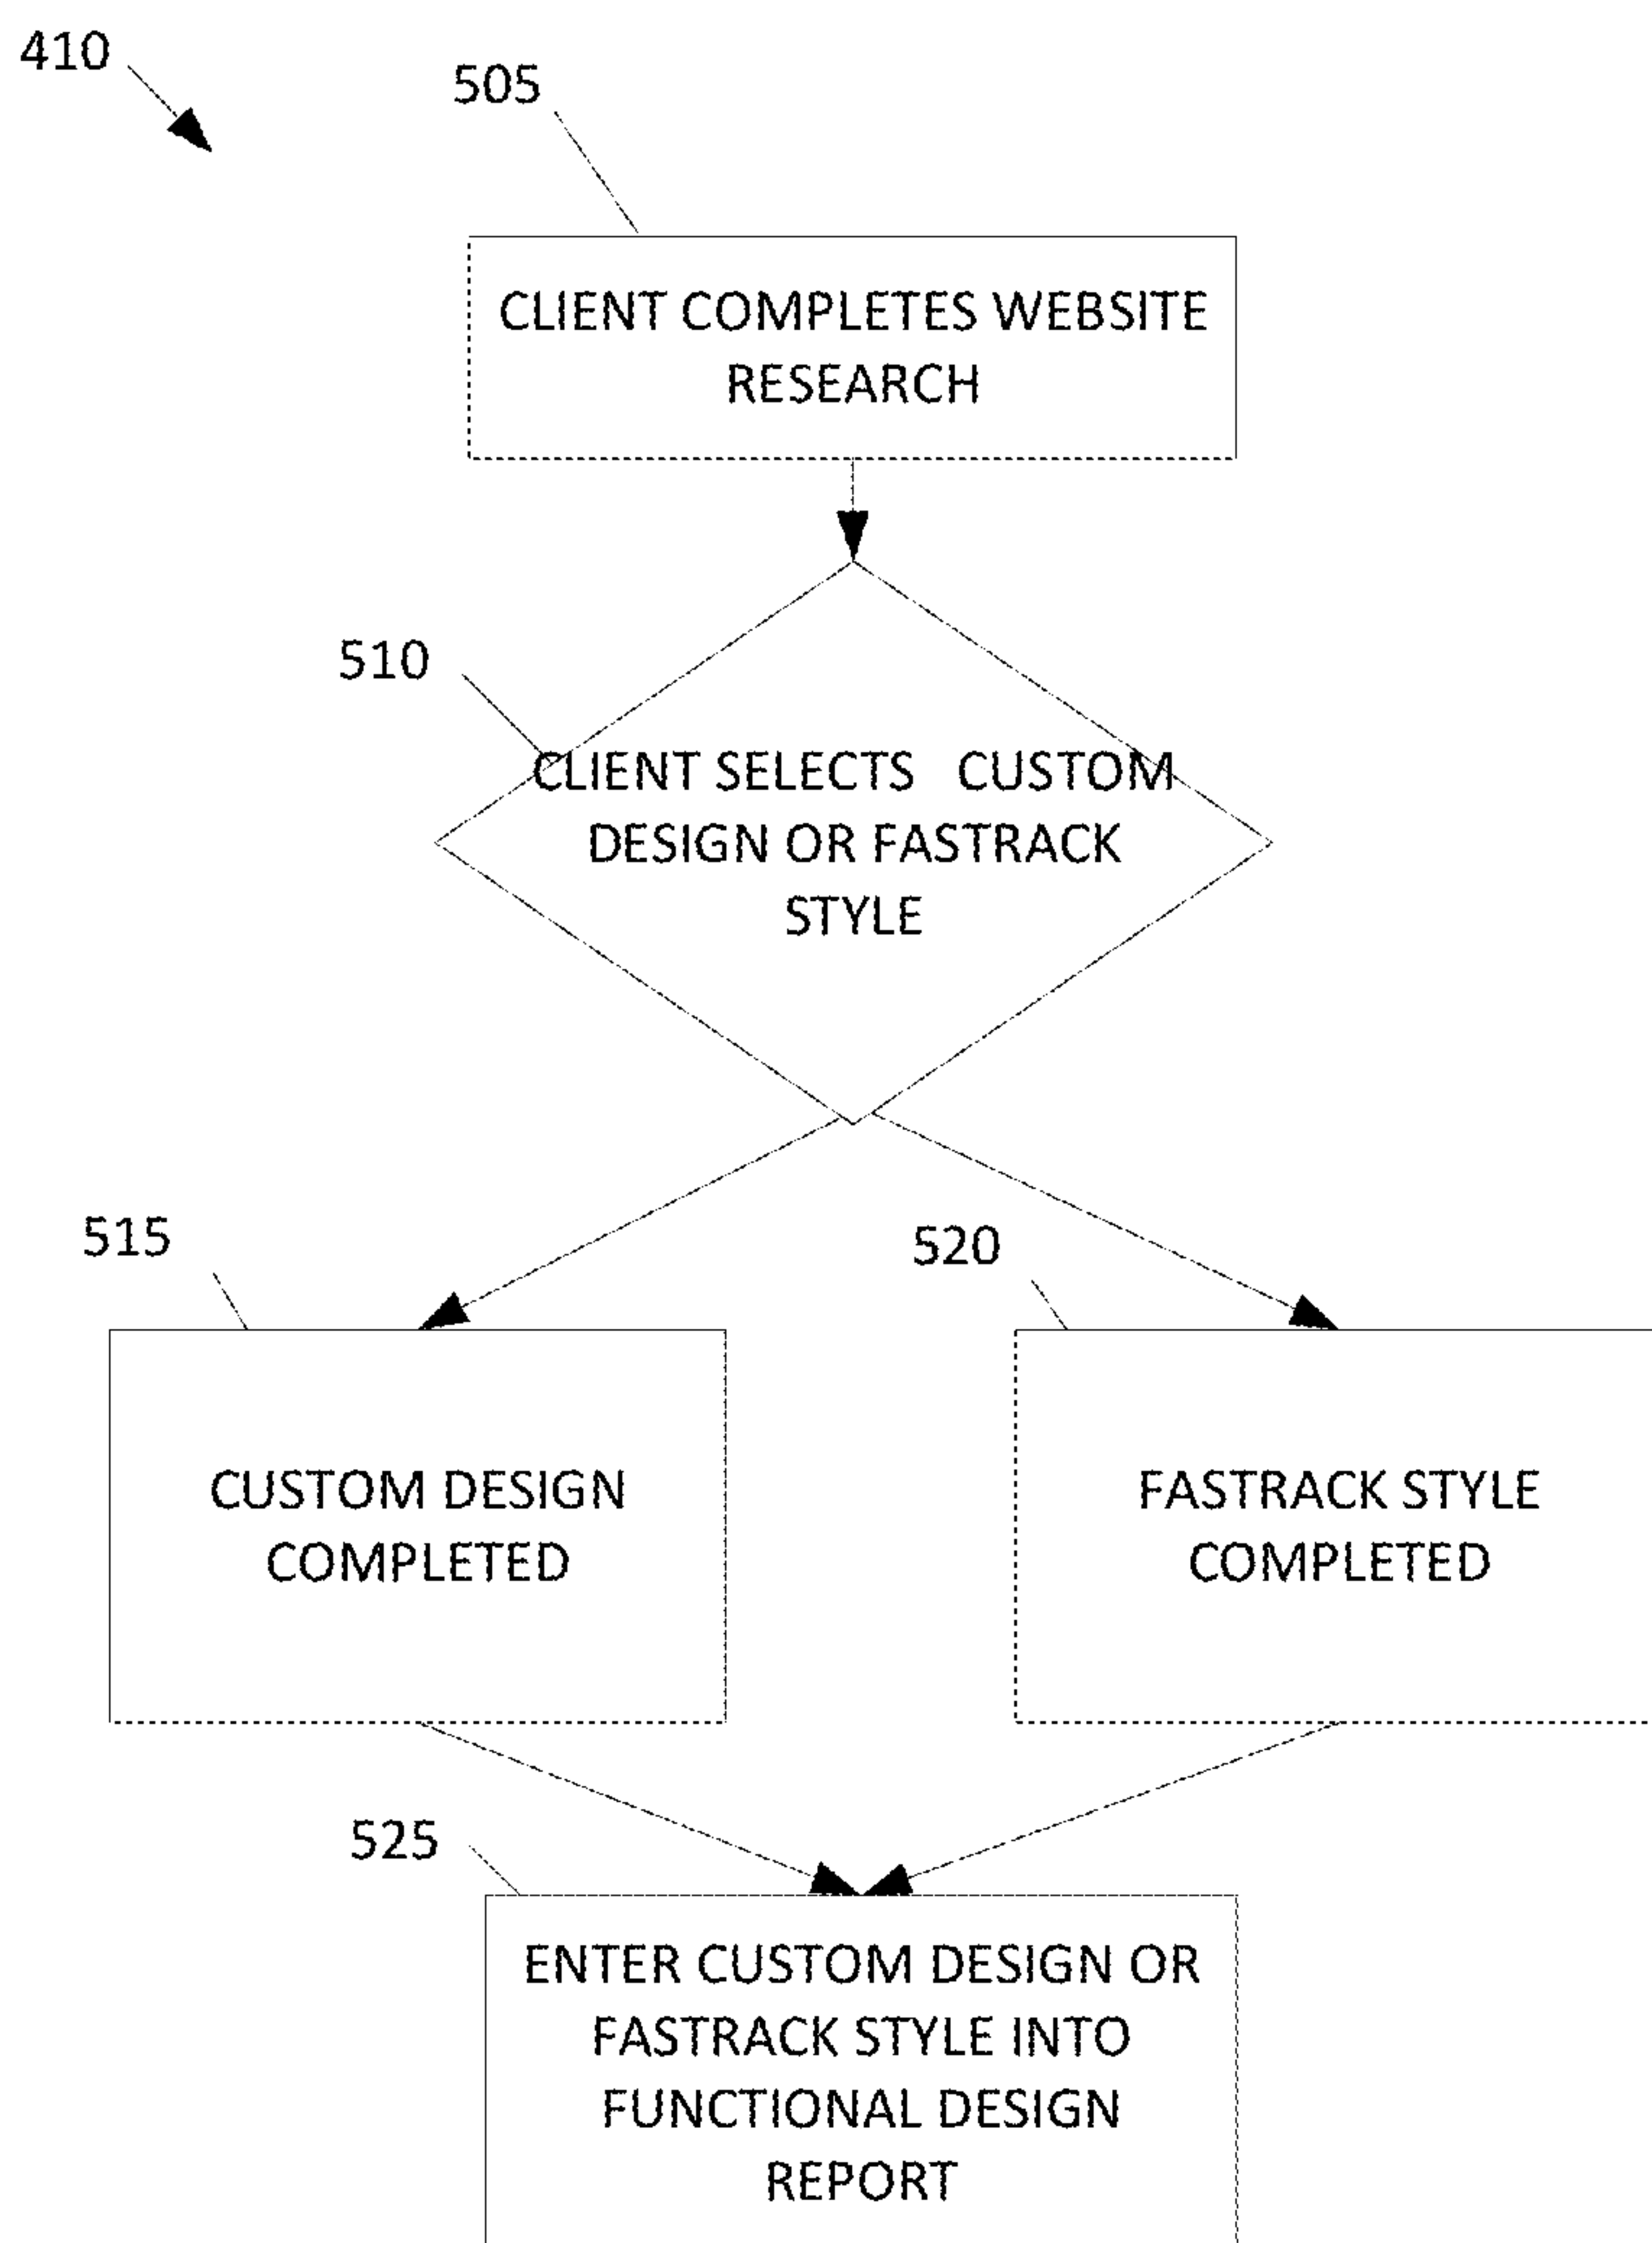 410
505
CLIENT COMPLETES WEBSITE
RESEARCH
510
CLIENT SELECTS CUSTOM
DESIGN OR FASTRACK
STYLE
515
520
CUSTOM DESIGN
COMPLETED
FASTRACK STYLE
COMPLETED
525
ENTER CUSTOM DESIGN OR
FASTRACK STYLE INTO
FUNCTIONAL DESIGN
REPORT